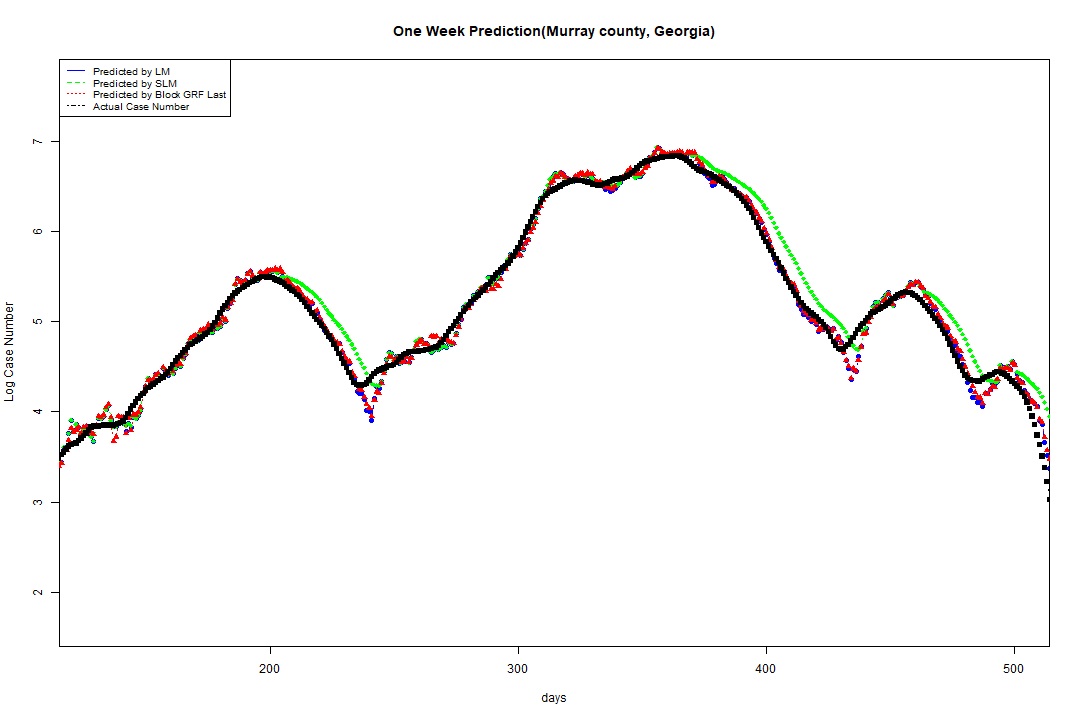 One Week Prediction(Murray county, Georgia)
Predicted by LM
Predicted by SLM
Predicted by Block GRF Last
Actual Case Number
Log Case Number
7
6
5
4
3
2
200 300 400 500
days